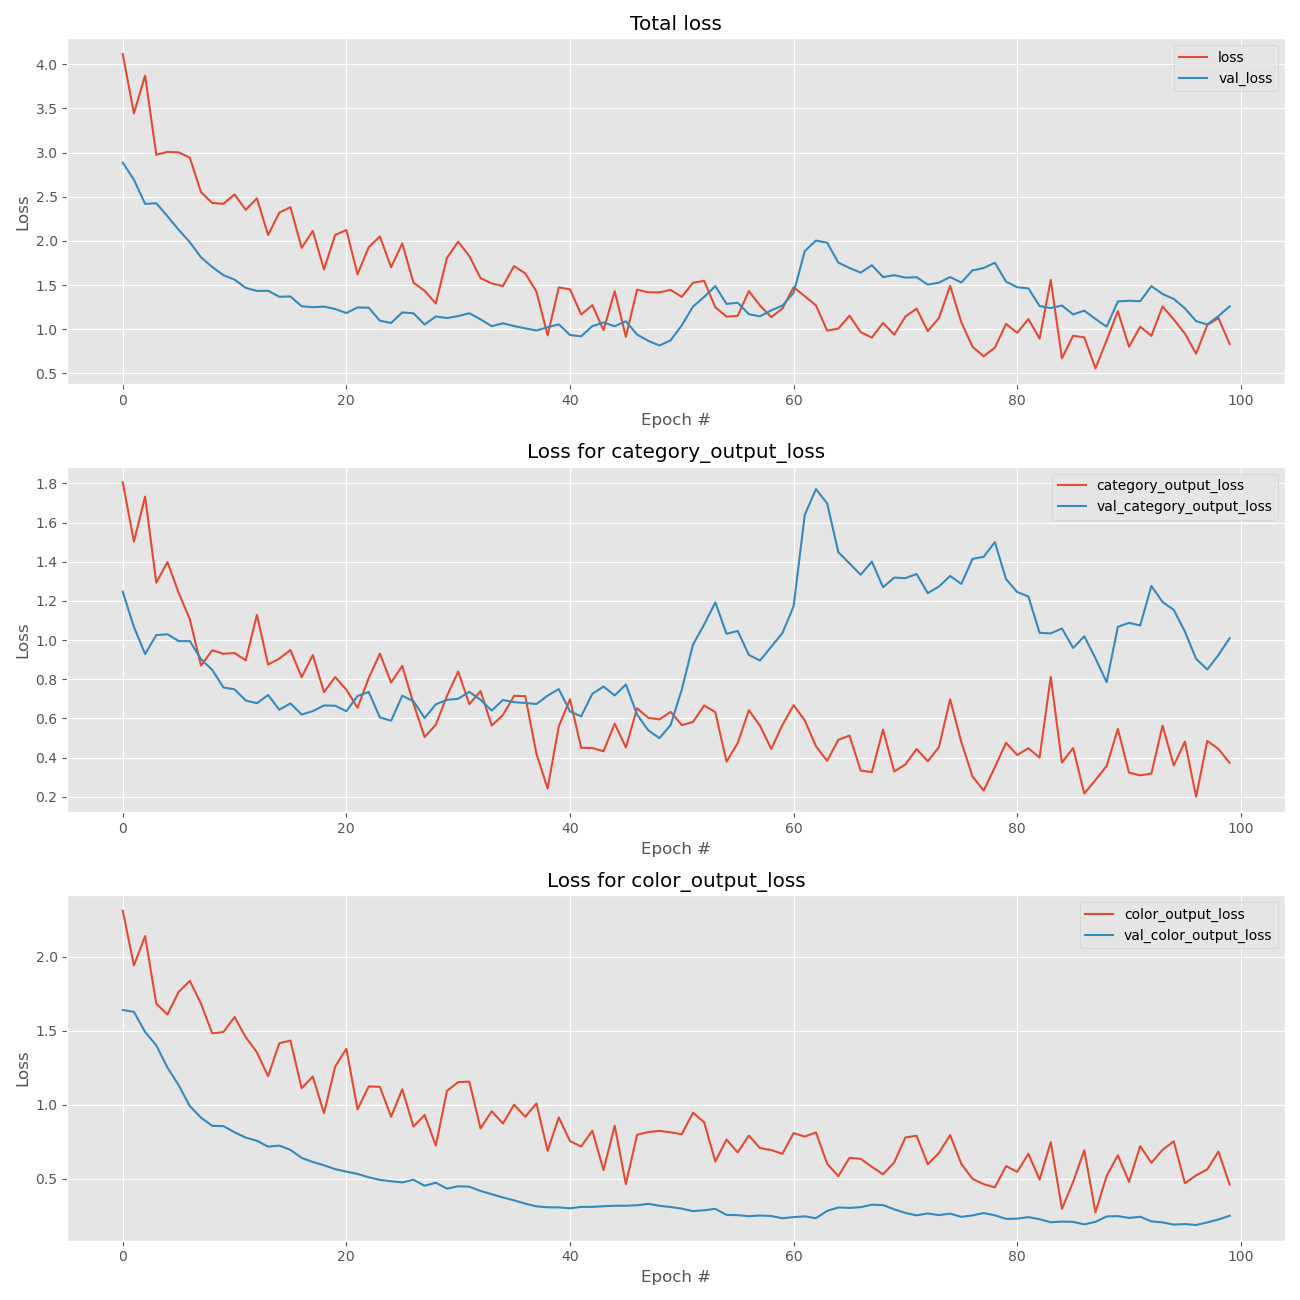 Total loss
4.0
3.5
3.0
2.5
2.0
1.5
1.0
0.5
Loss
loss
val_loss
0 20 40 60 80 100
Epoch #
Loss for category_output_loss
1.8
1.6
1.4
1.2
1.0
0.8
0.6
0.4
0.2
Loss
category_output_loss
val_category_output_loss
0 20 40 60 80 100
Epoch #
Loss for color_output_loss
2.0
1.5
1.0
0.5
Loss
color_output_loss
val_color_output_loss
0 20 40 60 80 100
Epoch #